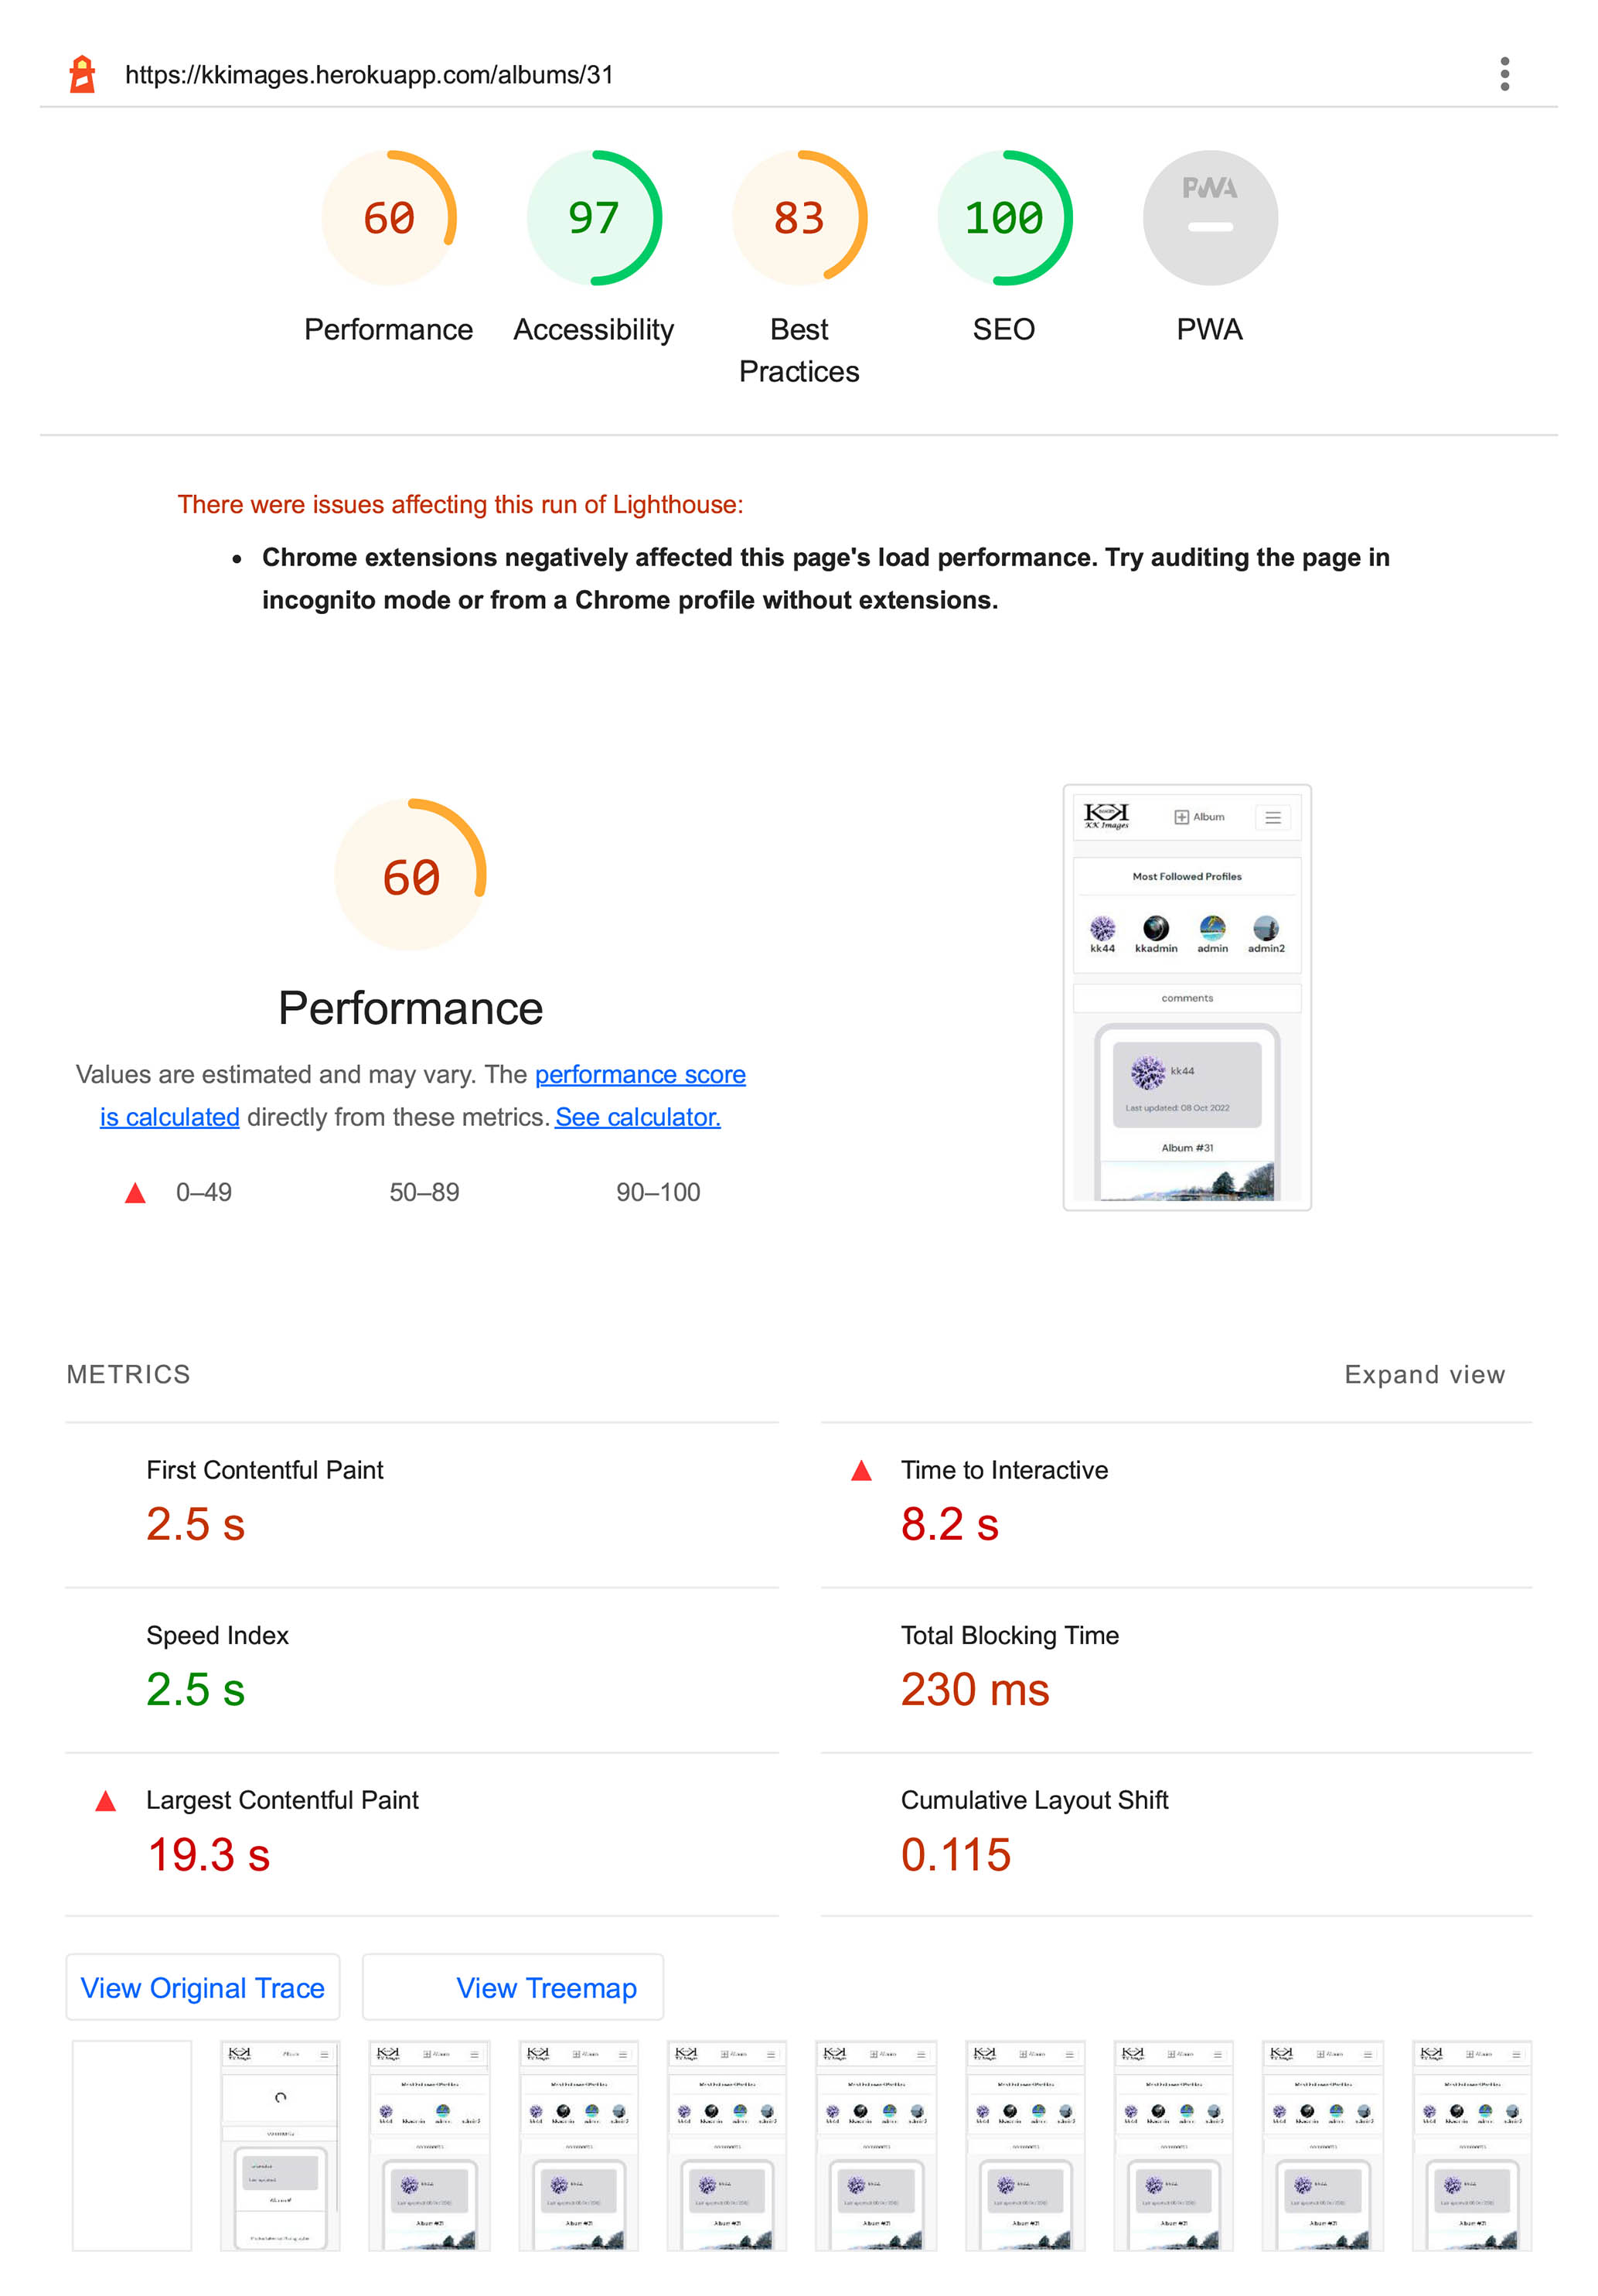 https://kkimages.herokuapp.com/albums/31
60
97
83
100
PWA
Performance
Accessibility
Best
Practices
SEO
PWA
There were issues affecting this run of Lighthouse:
Chrome extensions negatively affected this page's load performance. Try auditing the page in
incognito mode or from a Chrome profile without extensions.
60
Performance
Values are estimated and may vary. The performance score
is calculated directly from these metrics. See calculator.
0–49
50–89
90–100
KK Images
Album
Most Followed Profiles
kk44
kkadmin
admin
admin2
comments
kk44
Last updated: 08 Oct 2022
Album #31
METRICS
Expand view
First Contentful Paint
2.5 s
Time to Interactive
8.2 s
Speed Index
2.5 s
Total Blocking Time
230 ms
Largest Contentful Paint
19.3 s
Cumulative Layout Shift
0.115
View Original Trace
View Treemap